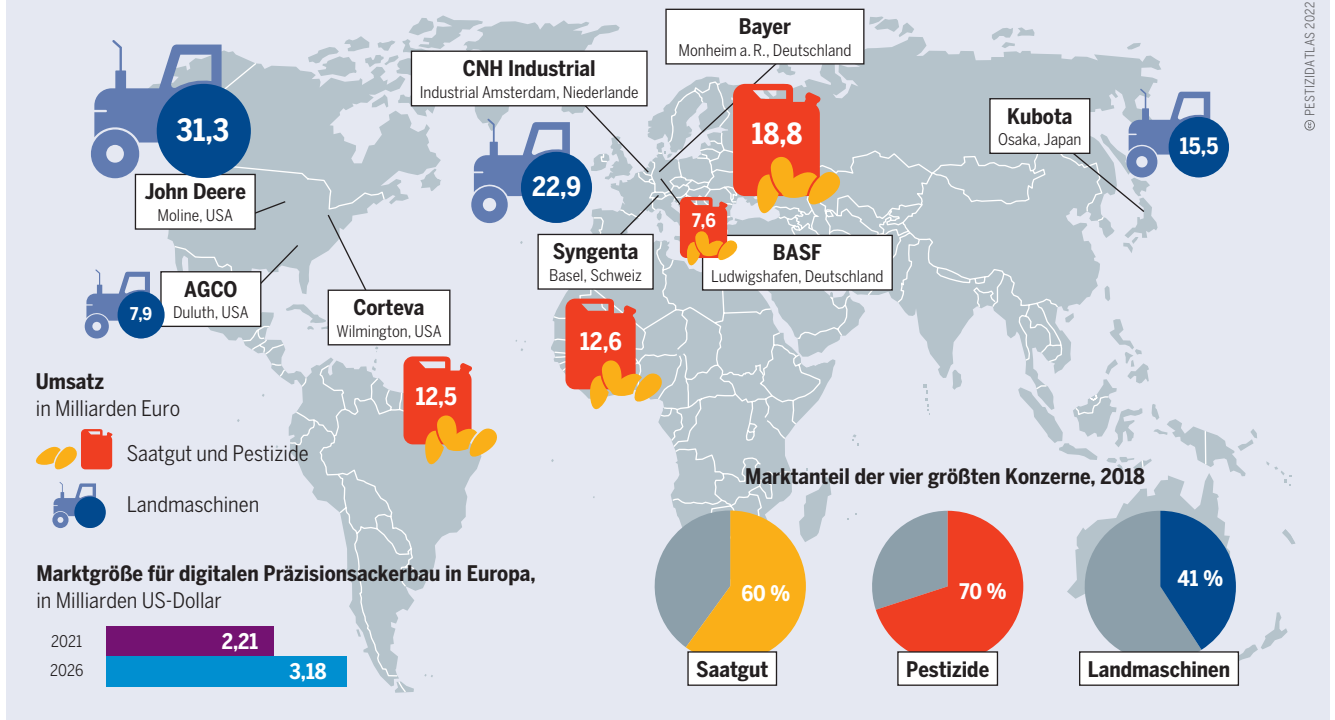 Bayer
Monheim a. R., Deutschland
CNH Industrial
Industrial Amsterdam, Niederlande
Kubota
Osaka, Japan
© PESTIZIDATLAS 2022
31,3
18,8
15,5
22,9
John Deere
Moline, USA
7,6
Syngenta
Basel, Schweiz
BASF
Ludwigshafen, Deutschland
AGCO
Duluth, USA
7,9
Corteva
Wilmington, USA
12,6
12,5
Umsatz
in Milliarden Euro
Saatgut und Pestizide
Landmaschinen
Marktgröße für digitalen Präzisionsackerbau in Europa,
in Milliarden US-Dollar
2021
2,21
2026
3,18
Marktanteil der vier größten Konzerne, 2018
60 %
Saatgut
70 %
Pestizide
41 %
Landmaschinen